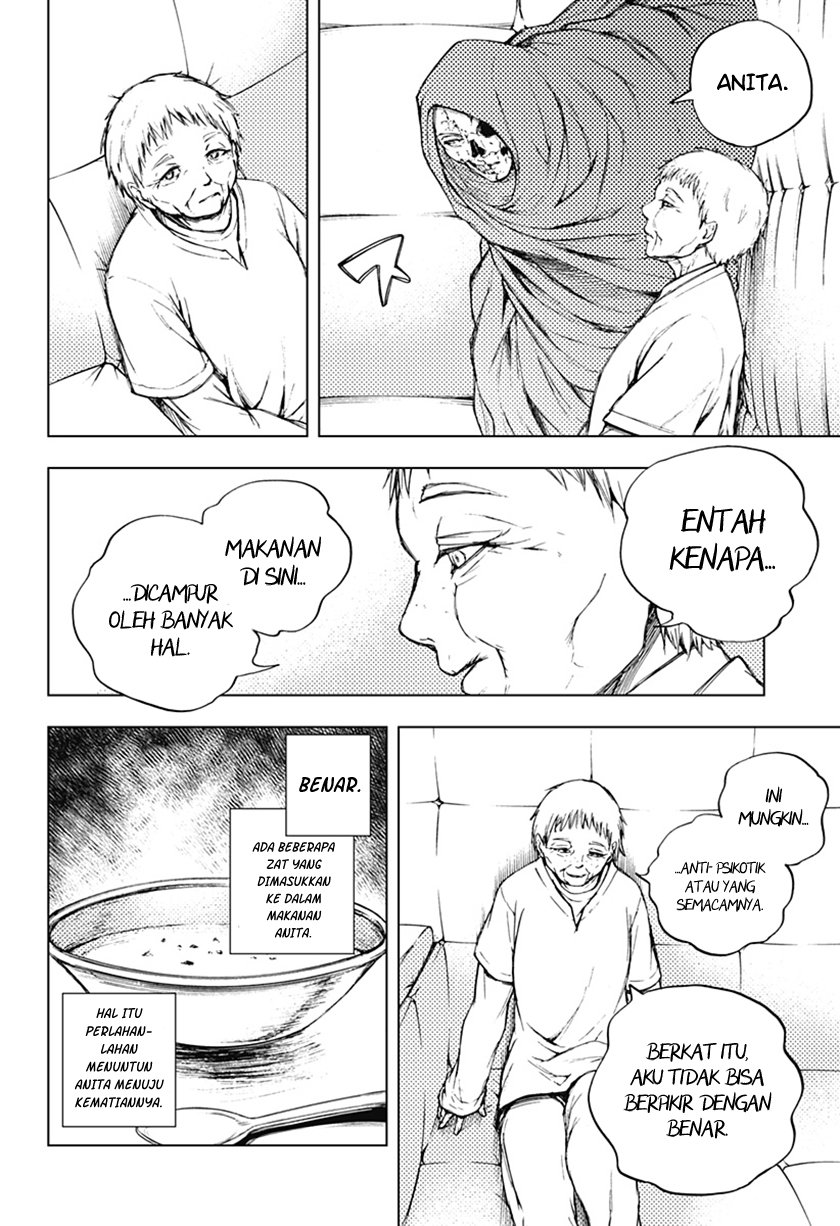 ANITA.
ENTAH
KENAPA...
MAKANAN
DI SINI...
...DICAMPUR
OLEH BANYAK
HAL.
INI
MUNGKIN...
...ANTI- PSIKOTIK
ATAU YANG
SEMACAMNYA.
BERKAT ITU,
AKU TIDAK BISA
BERPIKIR DENGAN
BENAR.
BENAR.
ADA BEBERAPA
ZAT YANG
DIMASUKKAN
KE DALAM
MAKANAN
ANITA.
HAL ITU
PERLAHAN-
LAHAN
MENUNTUN
ANITA MENUJU
KEMATIANNYA.